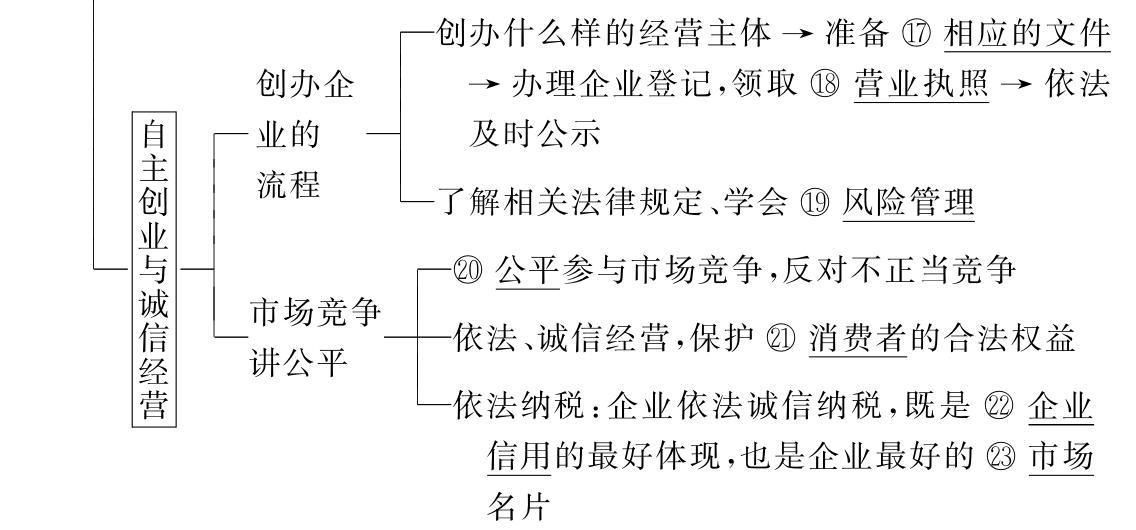 自主创业与诚信经营
创办企
业的
流程
创办什么样的经营主体→准备 ⑰ 相应的文件
→办理企业登记,领取 ⑱ 营业执照→依法
及时公示
了解相关法律规定、学会 ⑲ 风险管理
市场竞争
讲公平
⑳ 公平参与市场竞争,反对不正当竞争
依法、诚信经营,保护 ㉑ 消费者的合法权益
依法纳税:企业依法诚信纳税,既是 ㉒ 企业
信用的最好体现,也是企业最好的 ㉓ 市场
名片